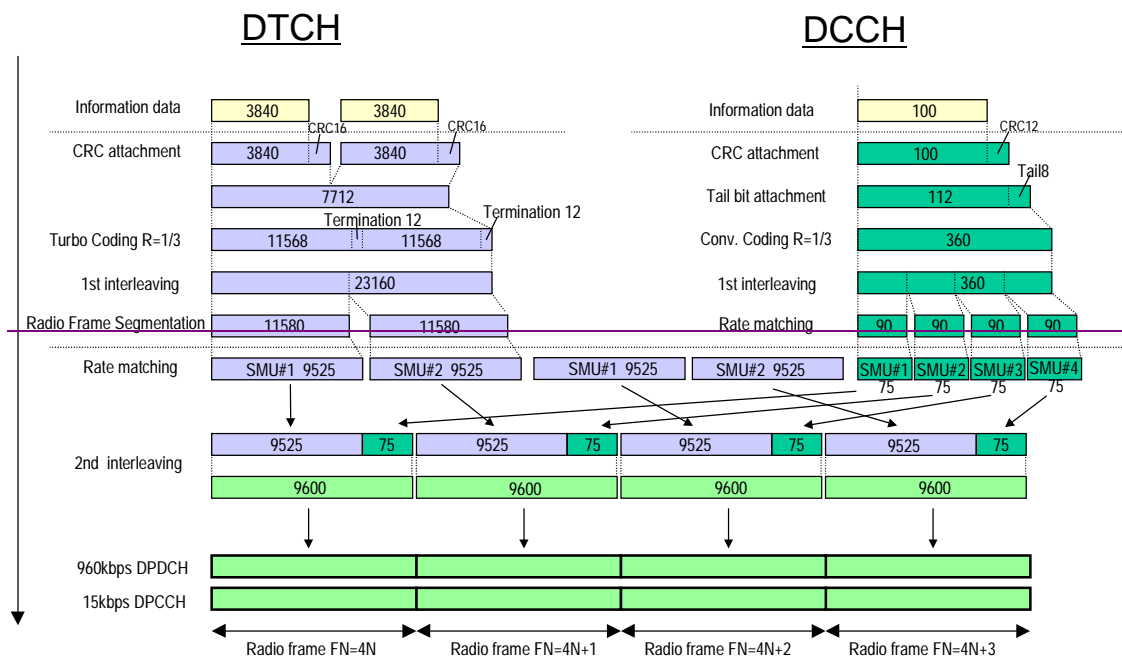 DTCH DCCH
Information data 3840 3840 Information data 100
CRC16 CRC16 CRC12
CRC attachment 3840 3840 CRC attachment 100
Tail8
7712 Tail bit attachment 112
Termination 12 Termination 12
Turbo Coding R=1/3 11568 11568 Conv. Coding R=1/3 360
1st interleaving 23160 1st interleaving 360
Radio Frame Segmentation 11580 11580 Rate matching 90 90 90 90
Rate matching SMU#1 9525 SMU#2 9525 SMU#1 9525 SMU#2 9525 SMU#1 SMU#2 SMU#3 SMU#4
75 75 75 75
9525 75 9525 75 9525 75 9525 75
2nd interleaving
9600 9600 9600 9600
960kbps DPDCH
15kbps DPCCH
Radio frame FN=4N Radio frame FN=4N+1 Radio frame FN=4N+2 Radio frame FN=4N+3